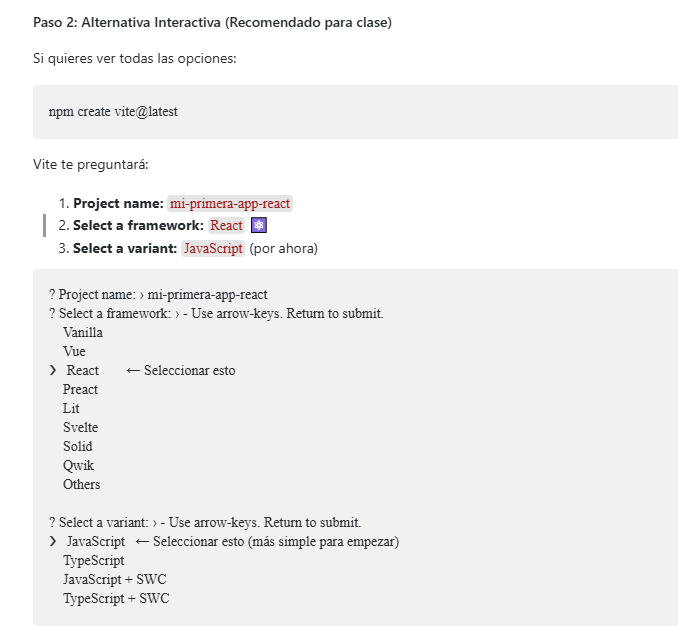 Paso 2: Alternativa Interactiva (Recomendado para clase)
Si quieres ver todas las opciones:
npm create vite@latest
Vite te preguntará:
1. Project name: mi-primera-app-react
2. Select a framework: React ⚛
3. Select a variant: JavaScript (por ahora)
? Project name: › mi-primera-app-react
? Select a framework: › - Use arrow-keys. Return to submit.
Vanilla
Vue
❯ React ← Seleccionar esto
Preact
Lit
Svelte
Solid
Qwik
Others
? Select a variant: › - Use arrow-keys. Return to submit.
❯ JavaScript ← Seleccionar esto (más simple para empezar)
TypeScript
JavaScript + SWC
TypeScript + SWC